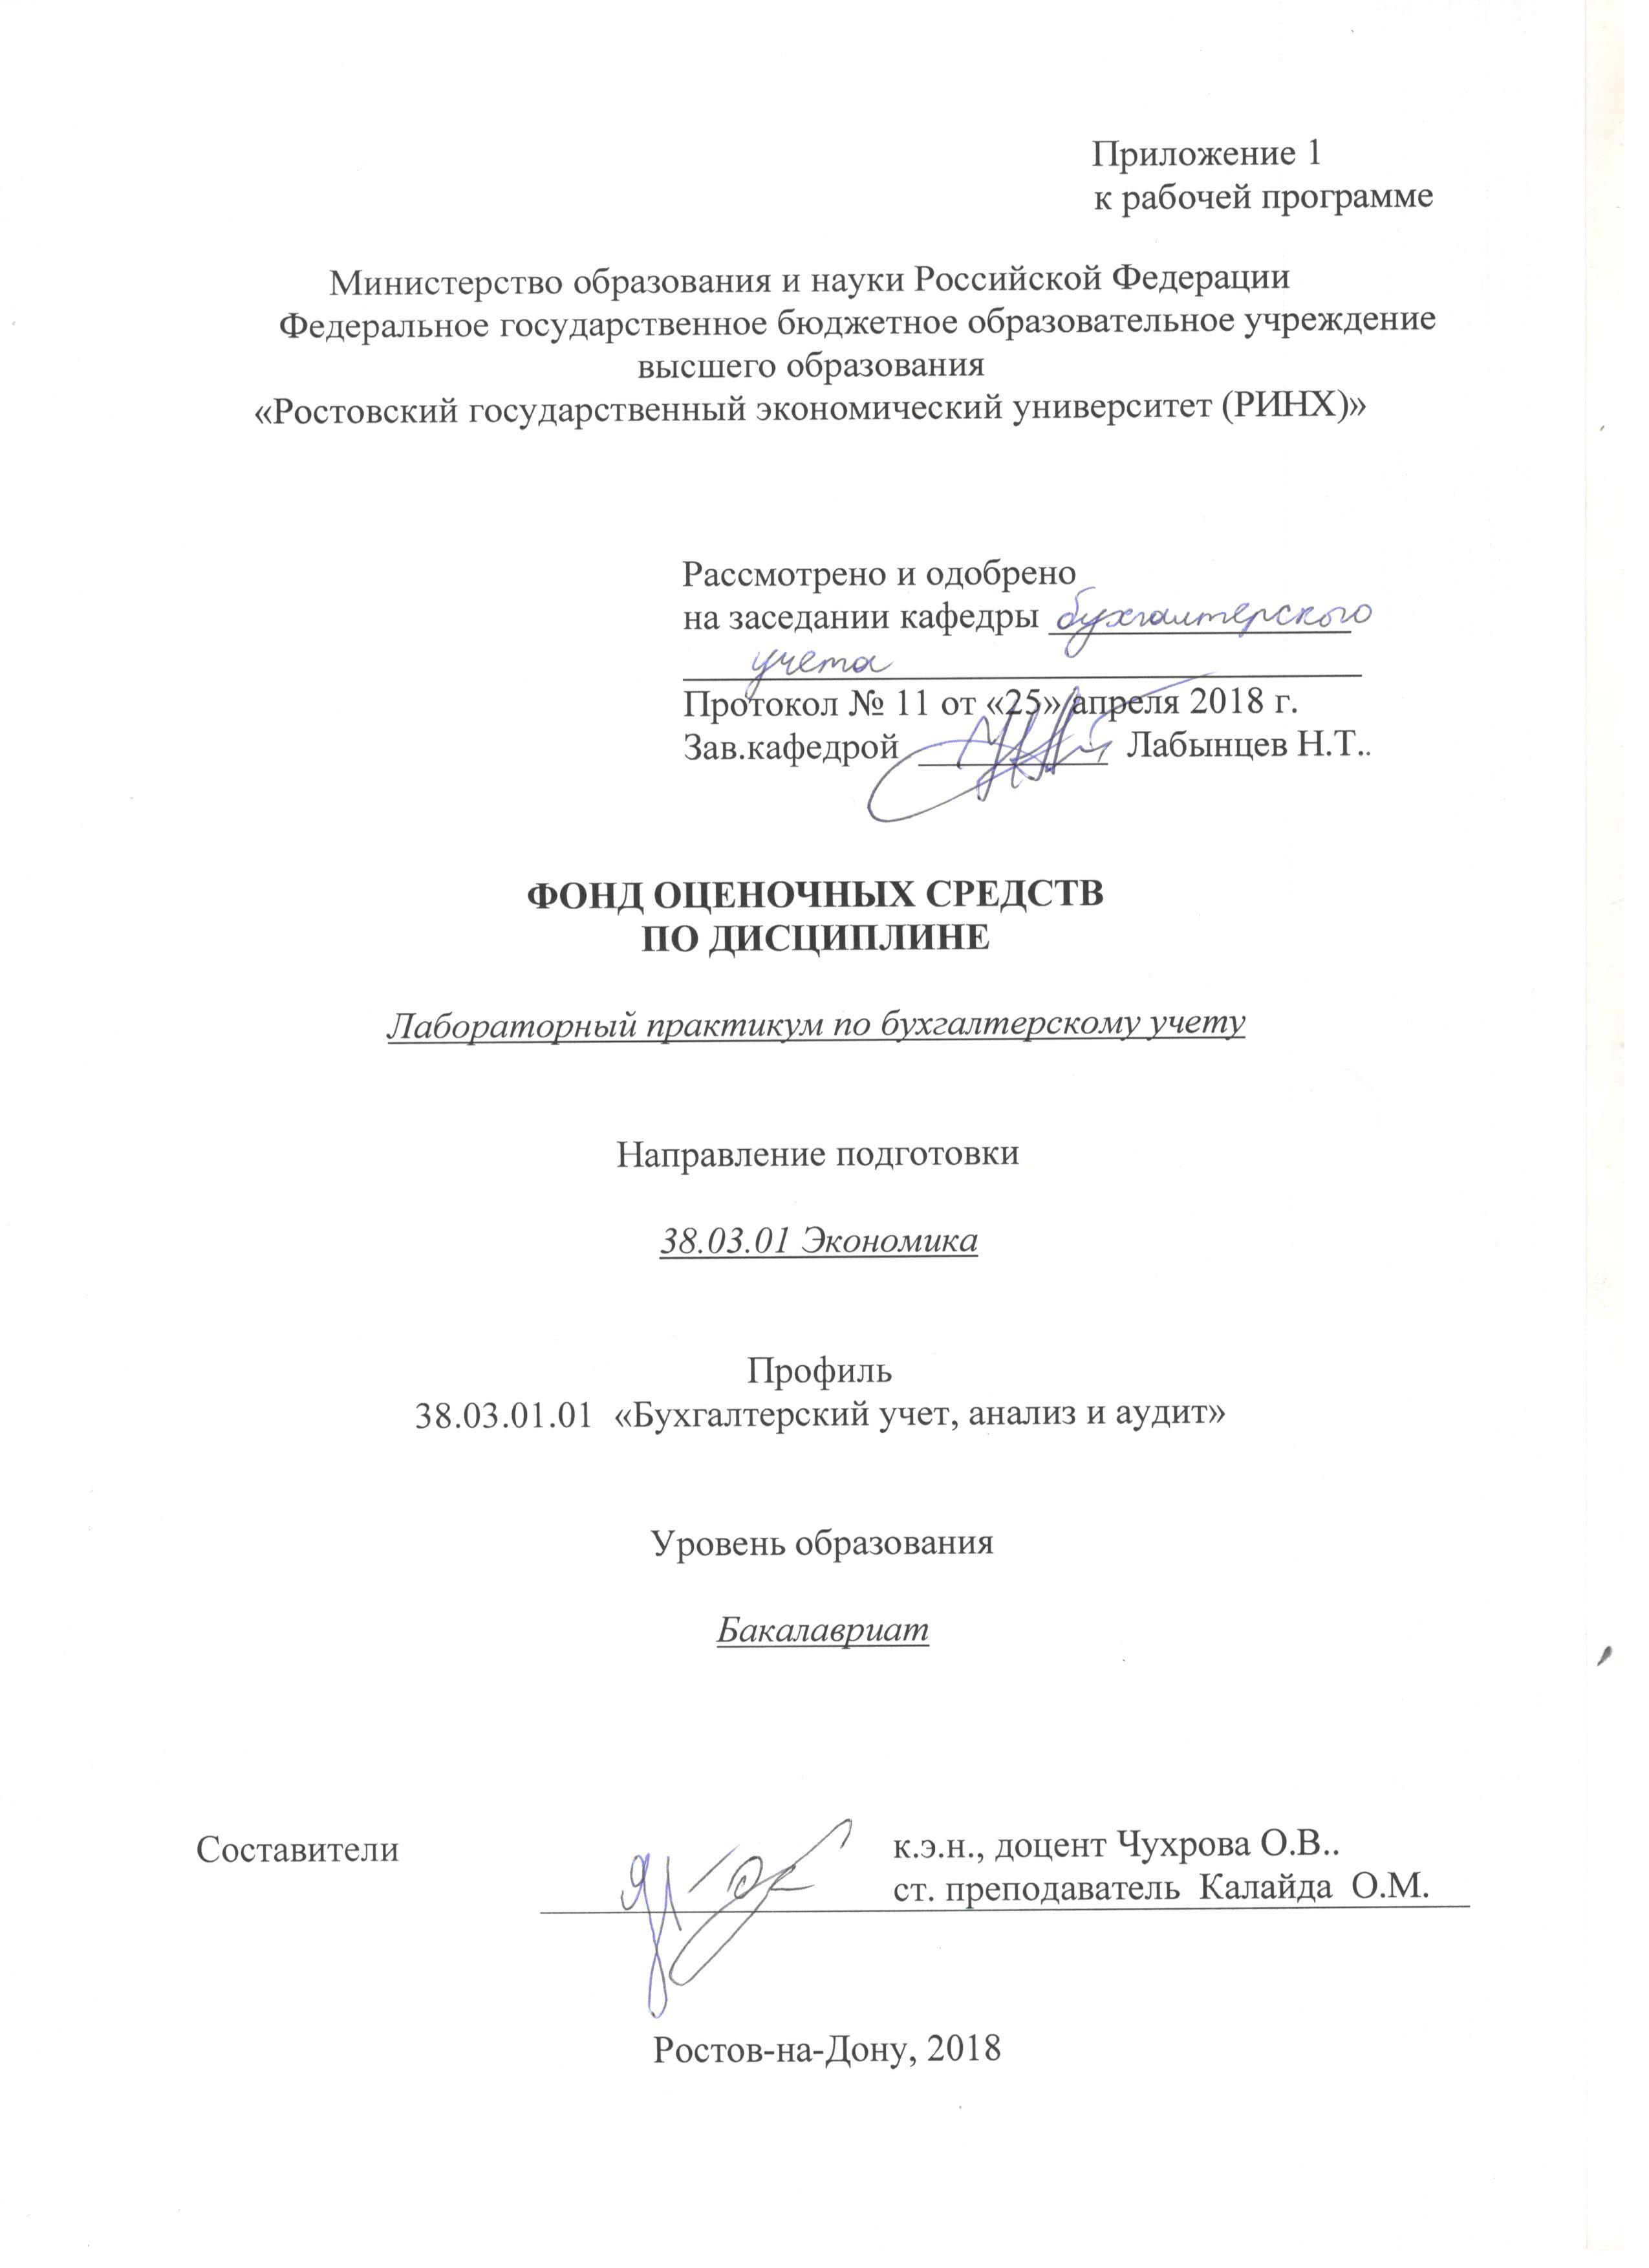 Приложение 1
к рабочей программе
Министерство образования и науки Российской Федерации
Федеральное государственное бюджетное образовательное учреждение
высшего образования
«Ростовский государственный экономический университет (РИНХ)»
Рассмотрено и одобрено
на заседании кафедры бухгалтерского
учета
Протокол № 11 от «25» апреля 2018 г.
Зав.кафедрой Лабынцев Н.Т..
ФОНД ОЦЕНОЧНЫХ СРЕДСТВ
ПО ДИСЦИПЛИНЕ
Лабораторный практикум по бухгалтерскому учету
Направление подготовки
38.03.01 Экономика
Профиль
38.03.01.01 «Бухгалтерский учет, анализ и аудит»
Уровень образования
Бакалавриат
Составители к.э.н., доцент Чухрова О.В..
ст. преподаватель Калайда О.М.
Ростов-на-Дону, 2018